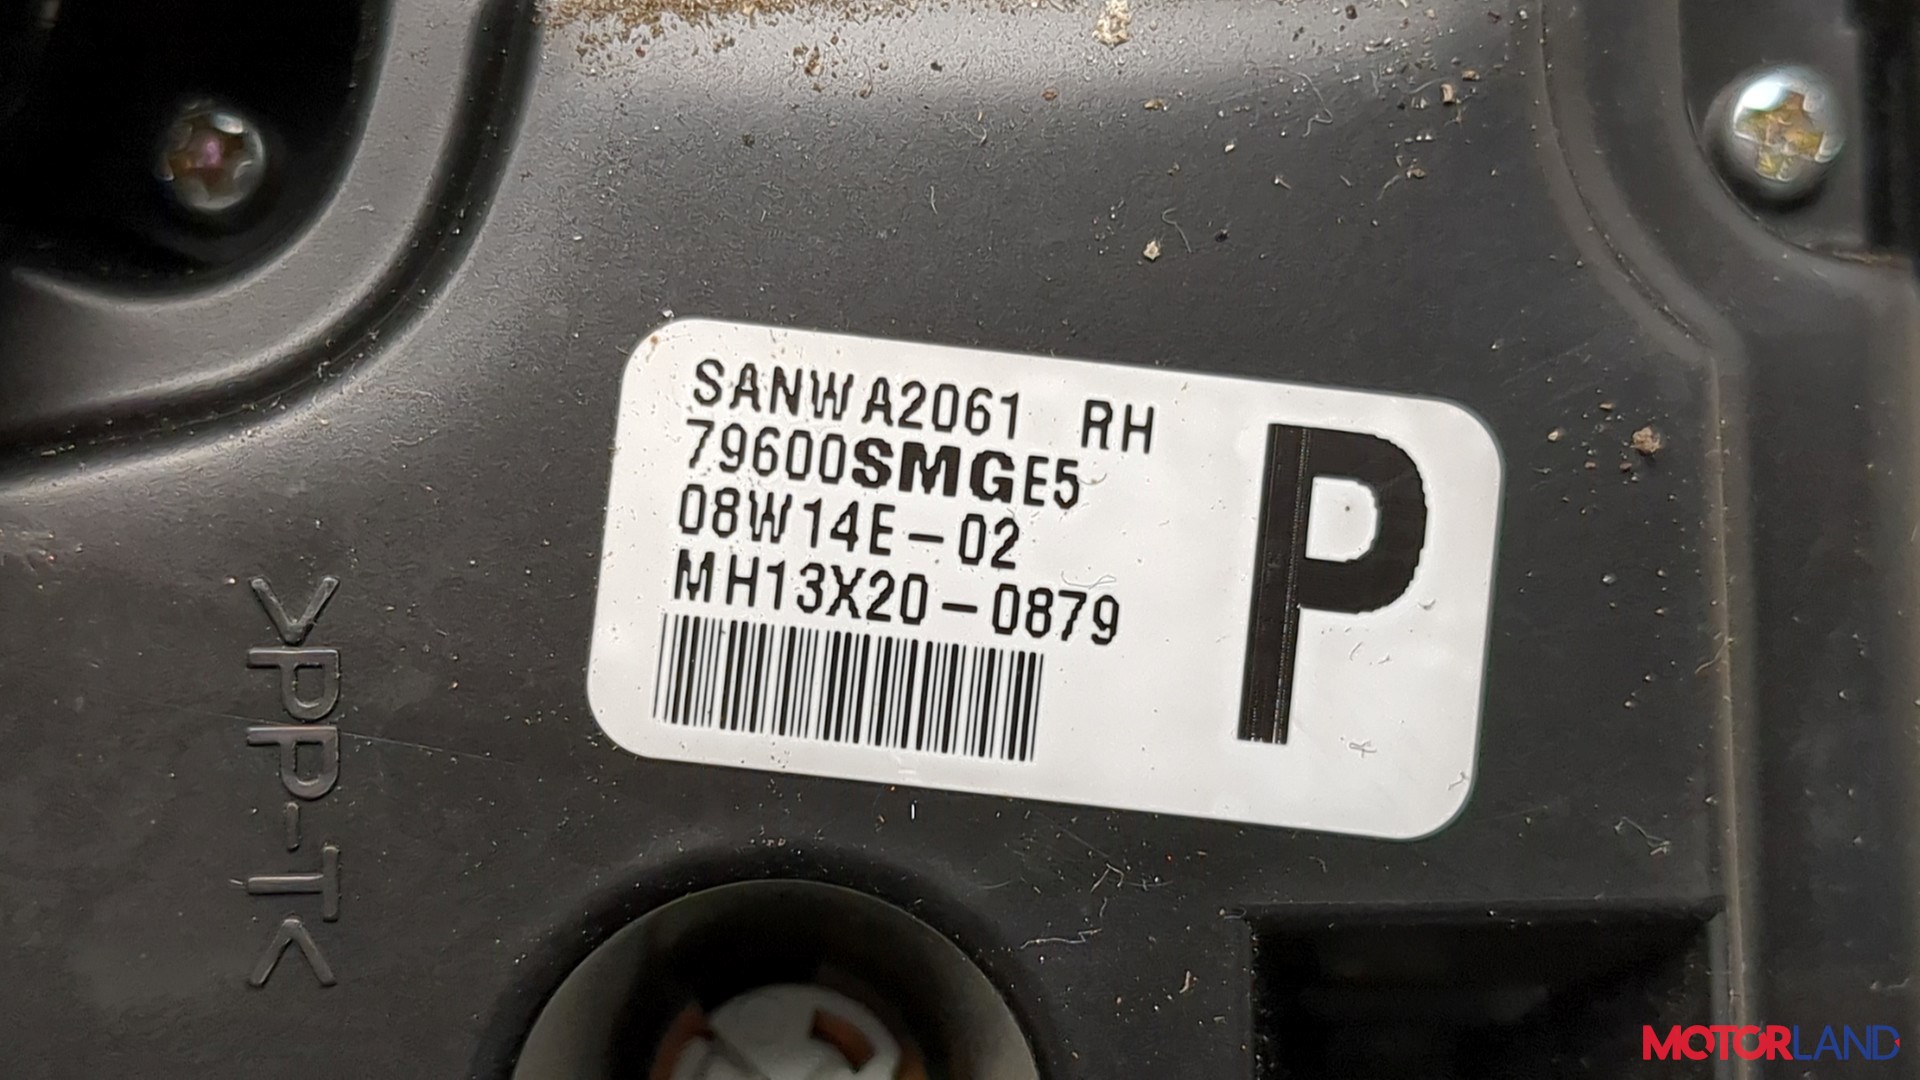 SANWA2061 RH
79600SMGE5
08W14E-02
MH13X20-0879
P
>PP-T<
MOTORLAND